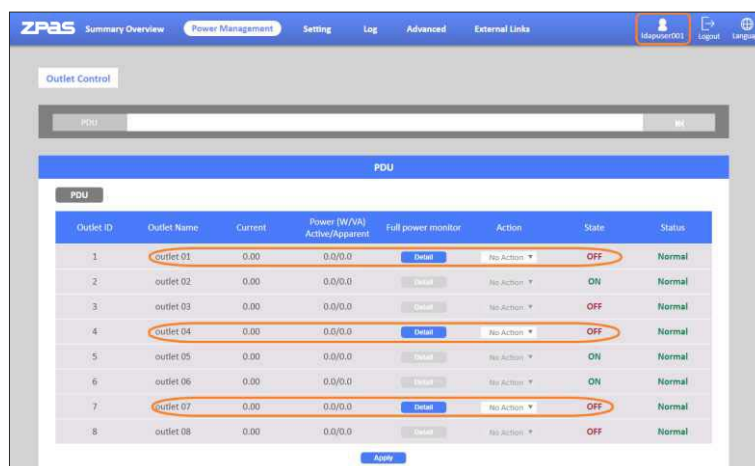 ZPAS Summary Overview Power Management Setting Log Advanced External Links ldapuser001 Logout Langua
Outlet Control
PDU
PDU
PDU
Outlet ID Outlet Name Current Power (W/VA) Active/Apparent Full power monitor Action State Status
1 outlet 01 0.00 0.0/0.0 Detail No Action OFF Normal
2 outlet 02 0.00 0.0/0.0 Detail No Action ON Normal
3 outlet 03 0.00 0.0/0.0 Detail No Action OFF Normal
4 outlet 04 0.00 0.0/0.0 Detail No Action OFF Normal
5 outlet 05 0.00 0.0/0.0 Detail No Action ON Normal
6 outlet 06 0.00 0.0/0.0 Detail No Action ON Normal
7 outlet 07 0.00 0.0/0.0 Detail No Action OFF Normal
8 outlet 08 0.00 0.0/0.0 Detail No Action OFF Normal
Apply